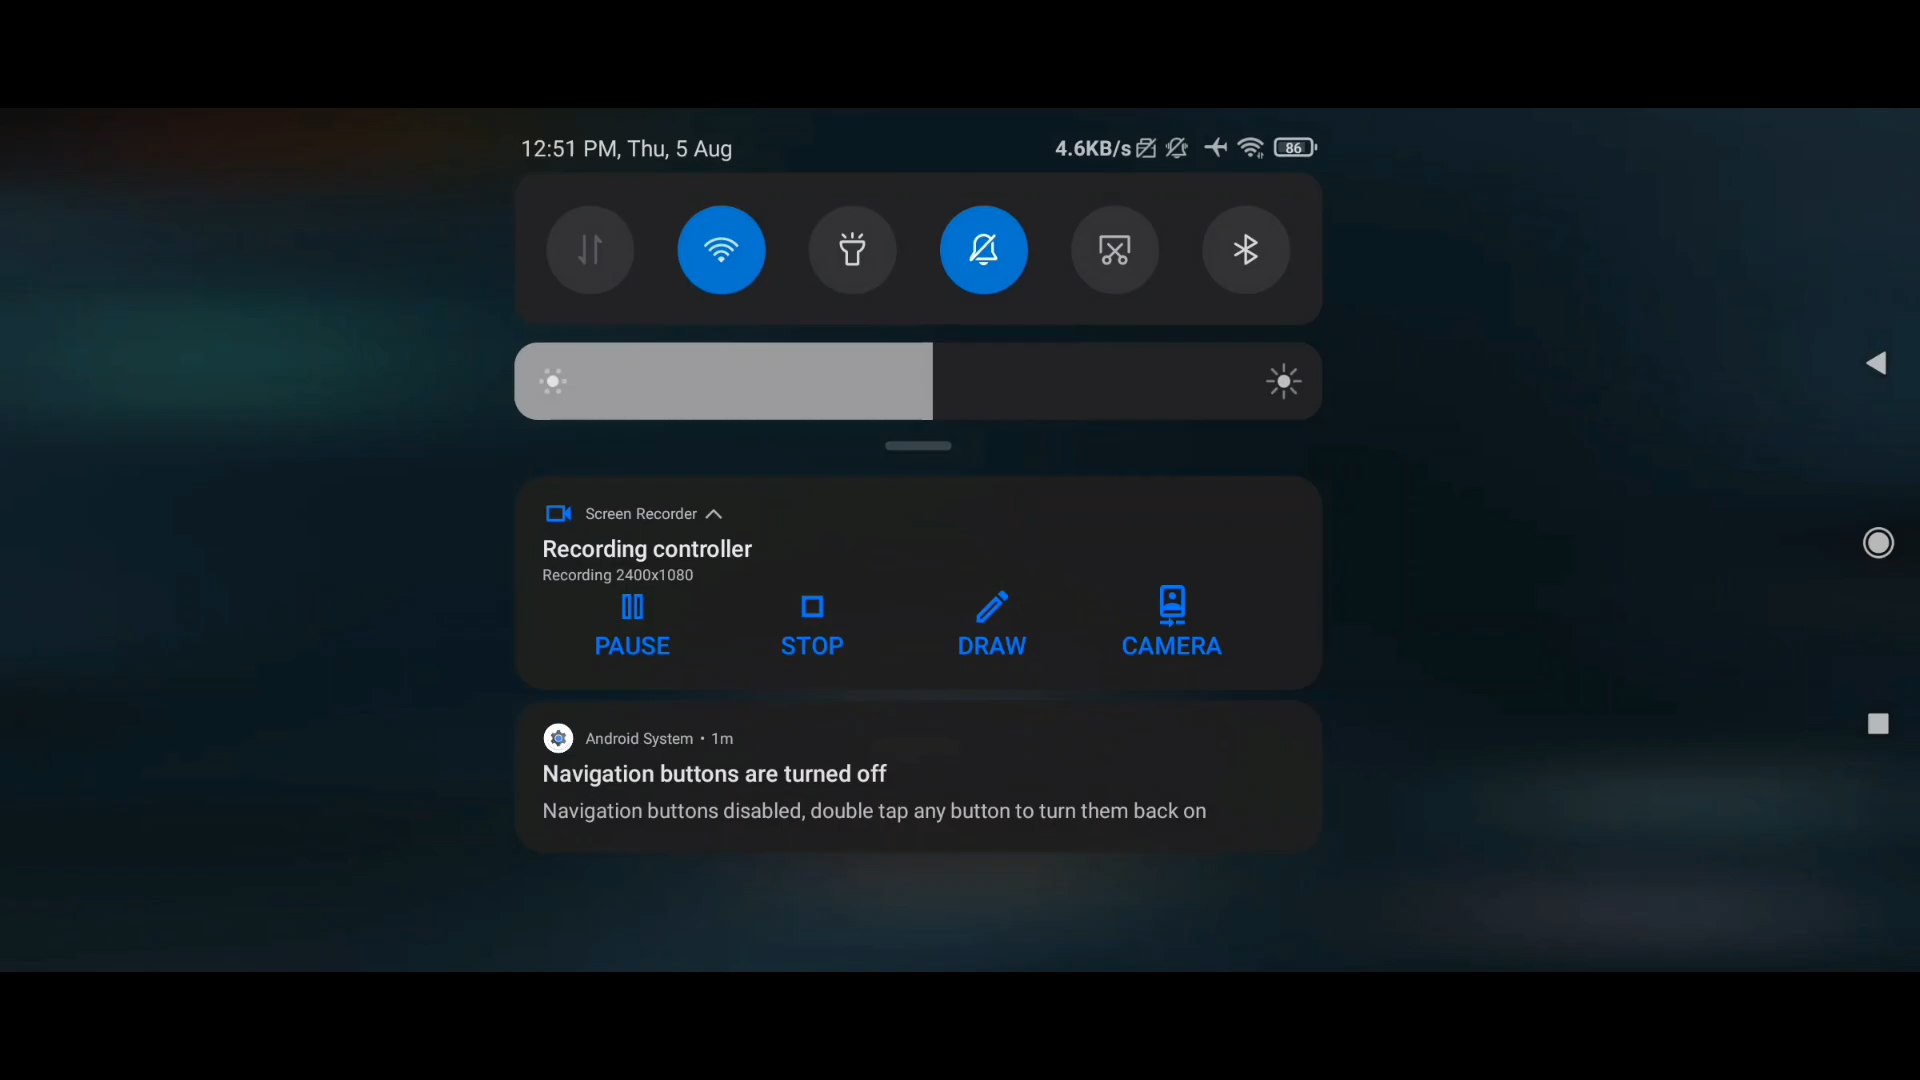 12:51 PM, Thu, 5 Aug
4.6KB/s
86
Screen Recorder
Recording controller
Recording 2400x1080
PAUSE
STOP
DRAW
CAMERA
Android System • 1m
Navigation buttons are turned off
Navigation buttons disabled, double tap any button to turn them back on